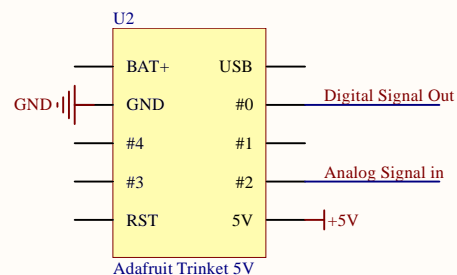 U2
BAT+ USB
GND GND #0 Digital Signal Out
#4 #1
#3 #2 Analog Signal in
RST 5V +5V
Adafruit Trinket 5V